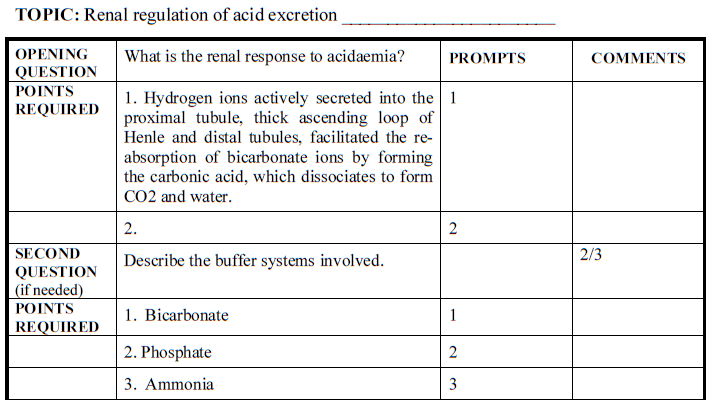 TOPIC: Renal regulation of acid excretion
OPENING QUESTION
What is the renal response to acidaemia?
PROMPTS
COMMENTS
POINTS REQUIRED
1. Hydrogen ions actively secreted into the
proximal tubule, thick ascending loop of
Henle and distal tubules, facilitated the re-
absorption of bicarbonate ions by forming
the carbonic acid, which dissociates to form
CO2 and water.
1
2.
2
SECOND
QUESTION
(if needed)
Describe the buffer systems involved.
2/3
POINTS
REQUIRED
1. Bicarbonate
1
2. Phosphate
2
3. Ammonia
3